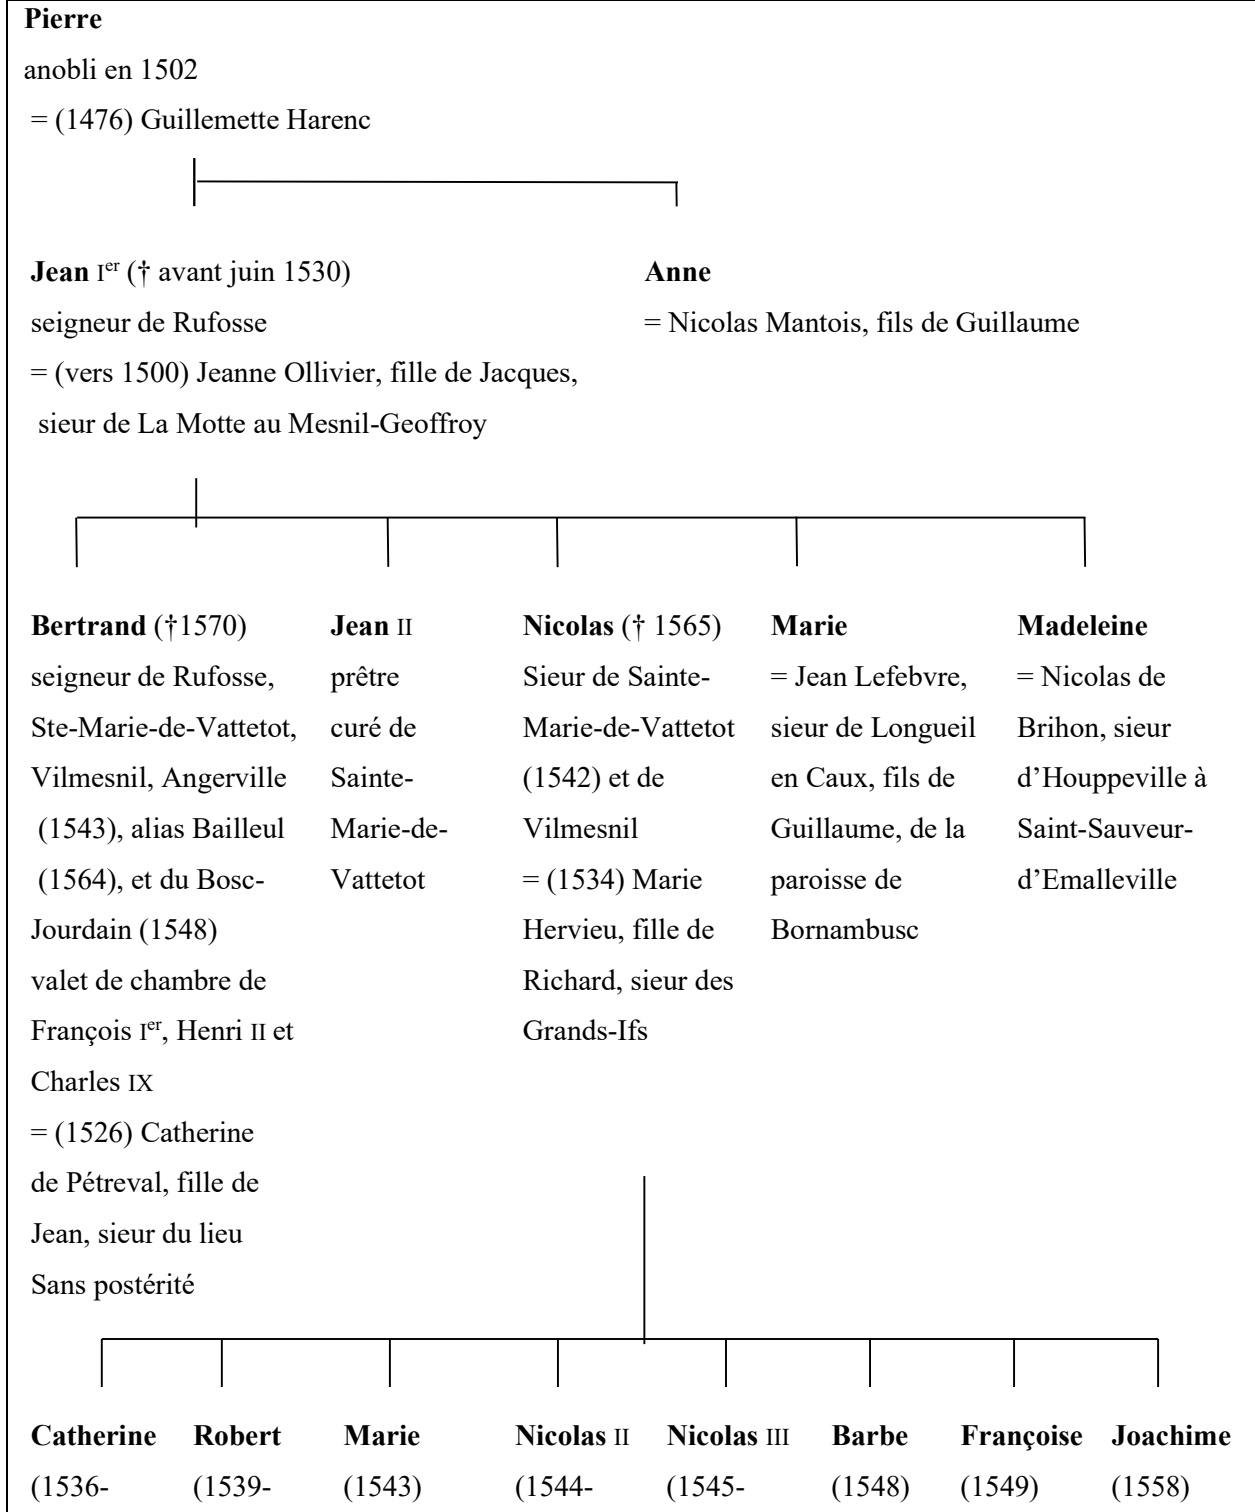 Pierre
anobli en 1502
= (1476) Guillemette Harenc
Jean Ier († avant juin 1530)
seigneur de Rufosse
= (vers 1500) Jeanne Ollivier, fille de Jacques,
sieur de La Motte au Mesnil-Geoffroy
Anne
= Nicolas Mantois, fils de Guillaume
Bertrand (†1570)
seigneur de Rufosse,
Ste-Marie-de-Vattetot,
Vilmesnil, Angerville
(1543), alias Bailleul
(1564), et du Bosc-
Jourdain (1548)
valet de chambre de
François Ier, Henri II et
Charles IX
= (1526) Catherine
de Pétreval, fille de
Jean, sieur du lieu
Sans postérité
Jean II
prêtre
curé de
Sainte-
Marie-de-
Vattetot
Nicolas († 1565)
Sieur de Sainte-
Marie-de-Vattetot
(1542) et de
Vilmesnil
= (1534) Marie
Hervieu, fille de
Richard, sieur des
Grands-Ifs
Marie
= Jean Lefebvre,
sieur de Longueil
en Caux, fils de
Guillaume, de la
paroisse de
Bornambusc
Madeleine
= Nicolas de
Brihon, sieur
d’Houppeville à
Saint-Sauveur-
d’Emalleville
Catherine
(1536-
Robert
(1539-
Marie
(1543)
Nicolas II
(1544-
Nicolas III
(1545-
Barbe
(1548)
Françoise
(1549)
Joachime
(1558)